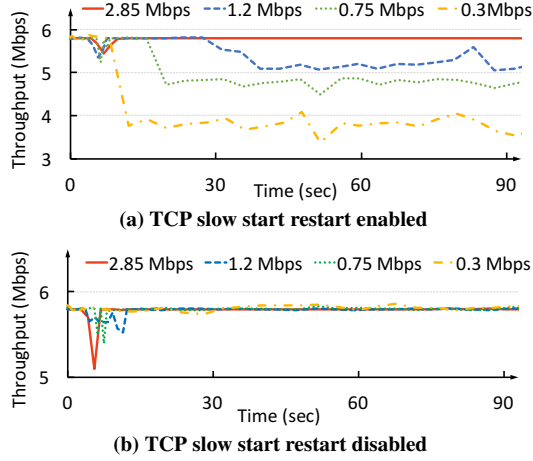 2.85 Mbps 1.2 Mbps 0.75 Mbps 0.3Mbps
Throughput (Mbps)
6
5
4
3
0 30 60 90
Time (sec)
(a) TCP slow start restart enabled
2.85 Mbps 1.2 Mbps 0.75 Mbps 0.3 Mbps
Throughput (Mbps)
6
5
0 30 60 90
Time (sec)
(b) TCP slow start restart disabled